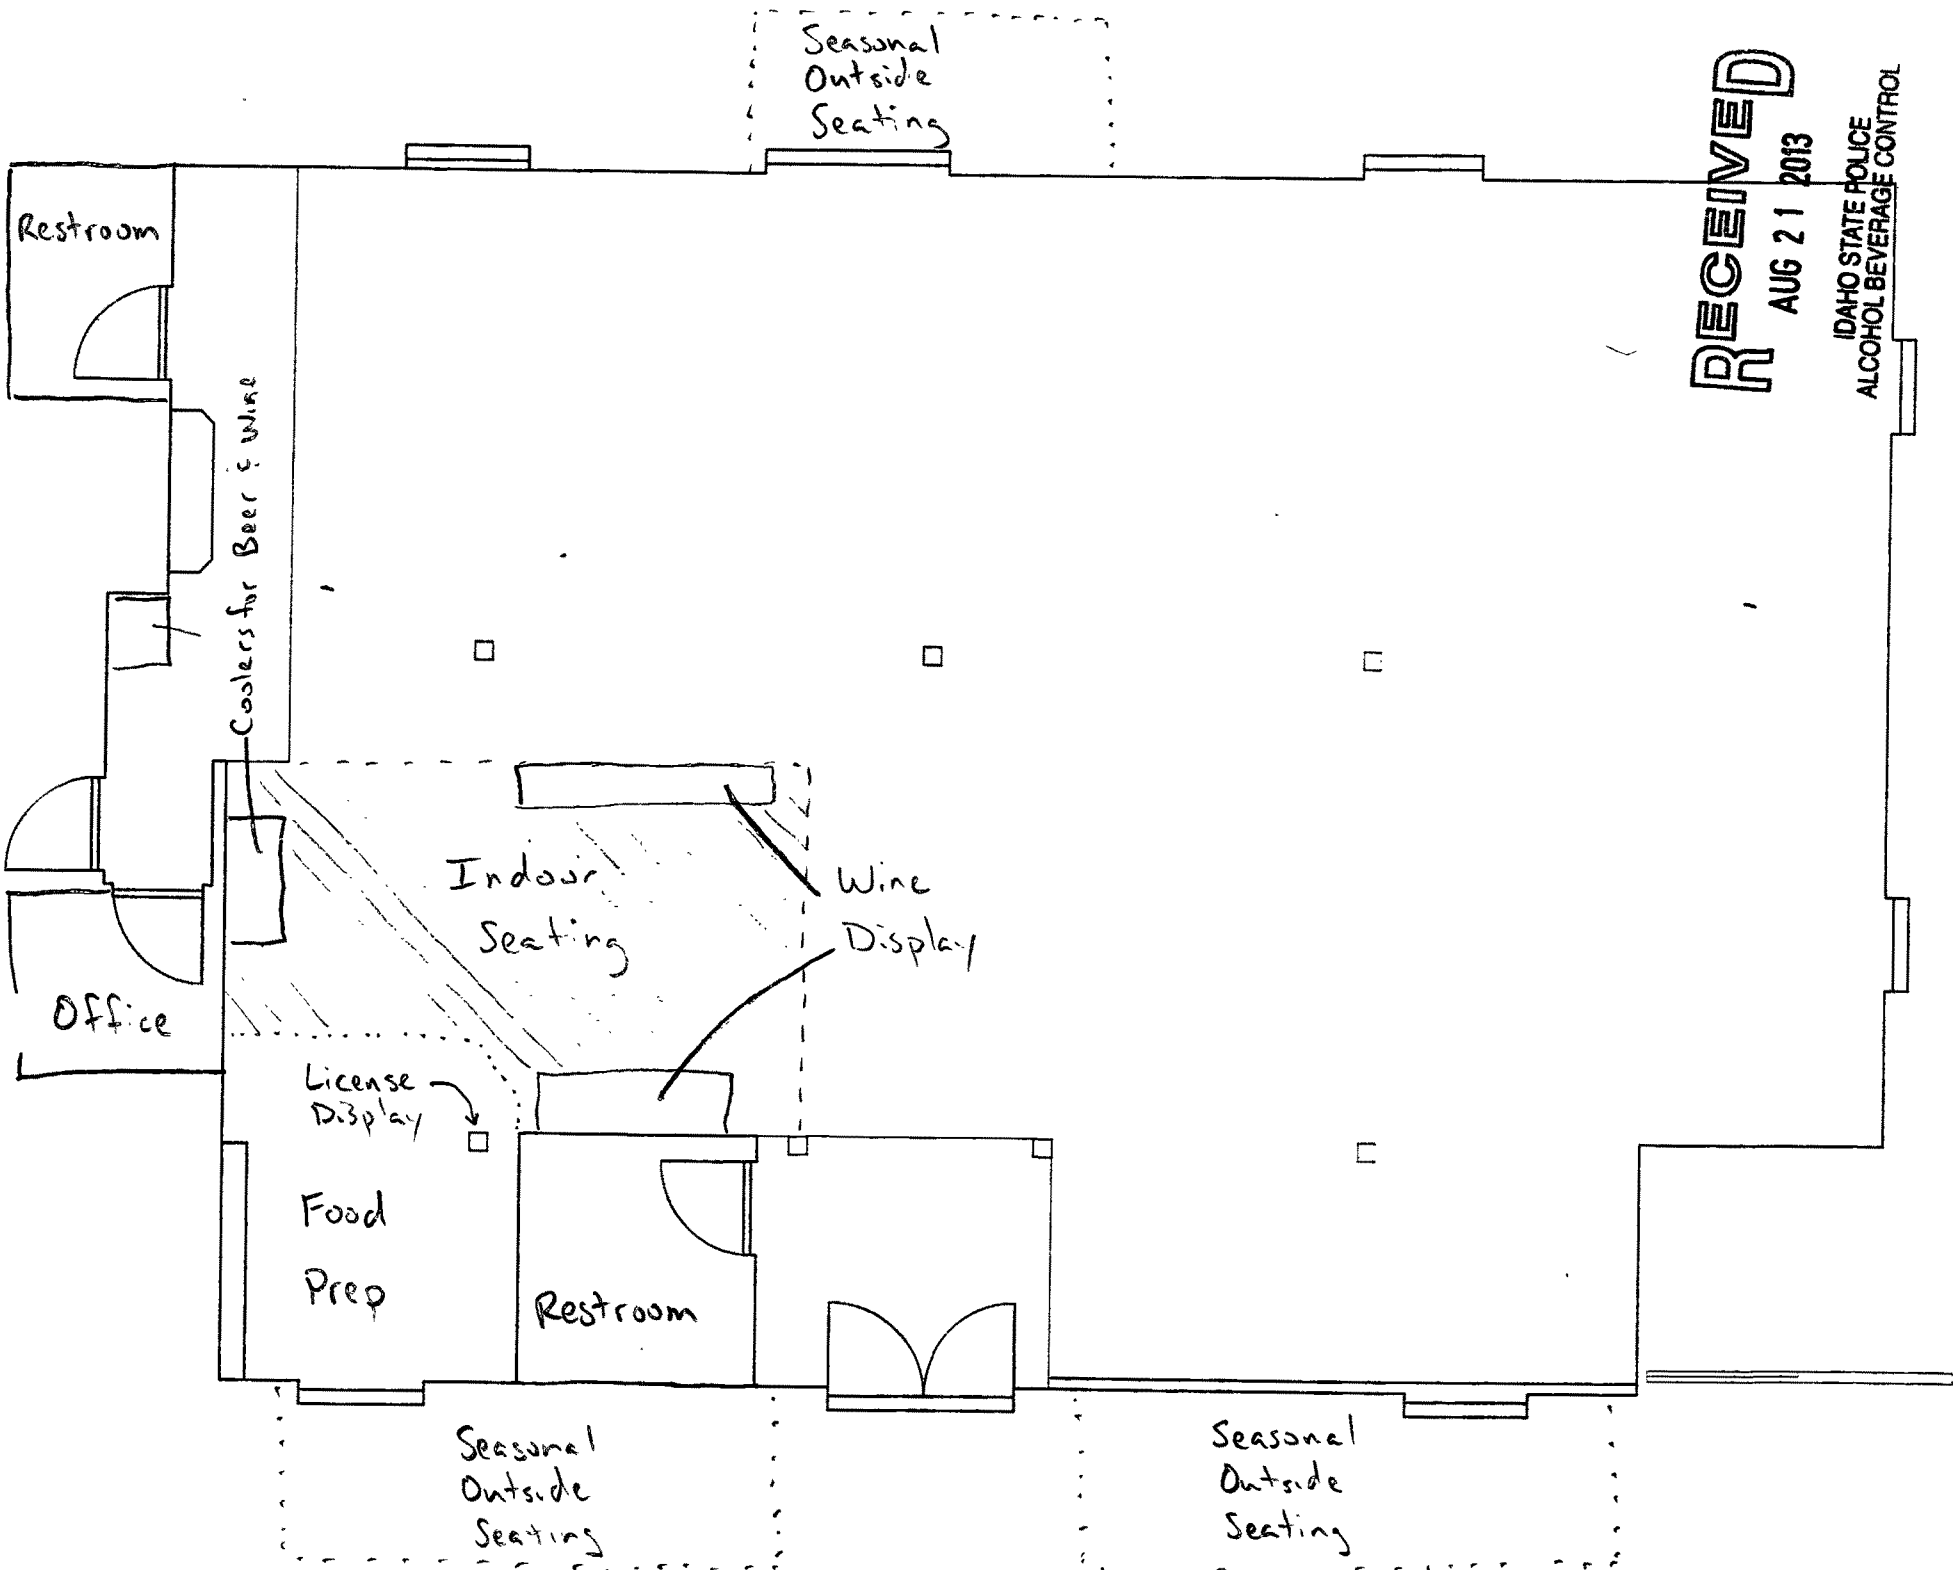 Seasonal
Outside
Seating
RECEIVED
AUG 21 2013
IDAHO STATE POLICE
ALCOHOL BEVERAGE CONTROL
Restroom
Coolers for Beer & Wine
Indoor
Seating
Wine
Display
Office
License
Display
Food
Prep
Restroom
Seasonal
Outside
Seating
Seasonal
Outside
Seating